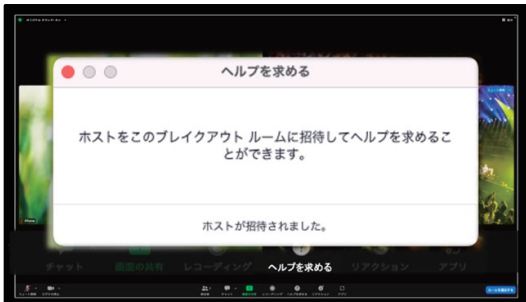 ヘルプを求める
ホストをこのブレイクアウト ルームに招待してヘルプを求めるこ
とができます。
ホストが招待されました。
チャット 画面の共有 レコーディング ヘルプを求める リアクション アプリ